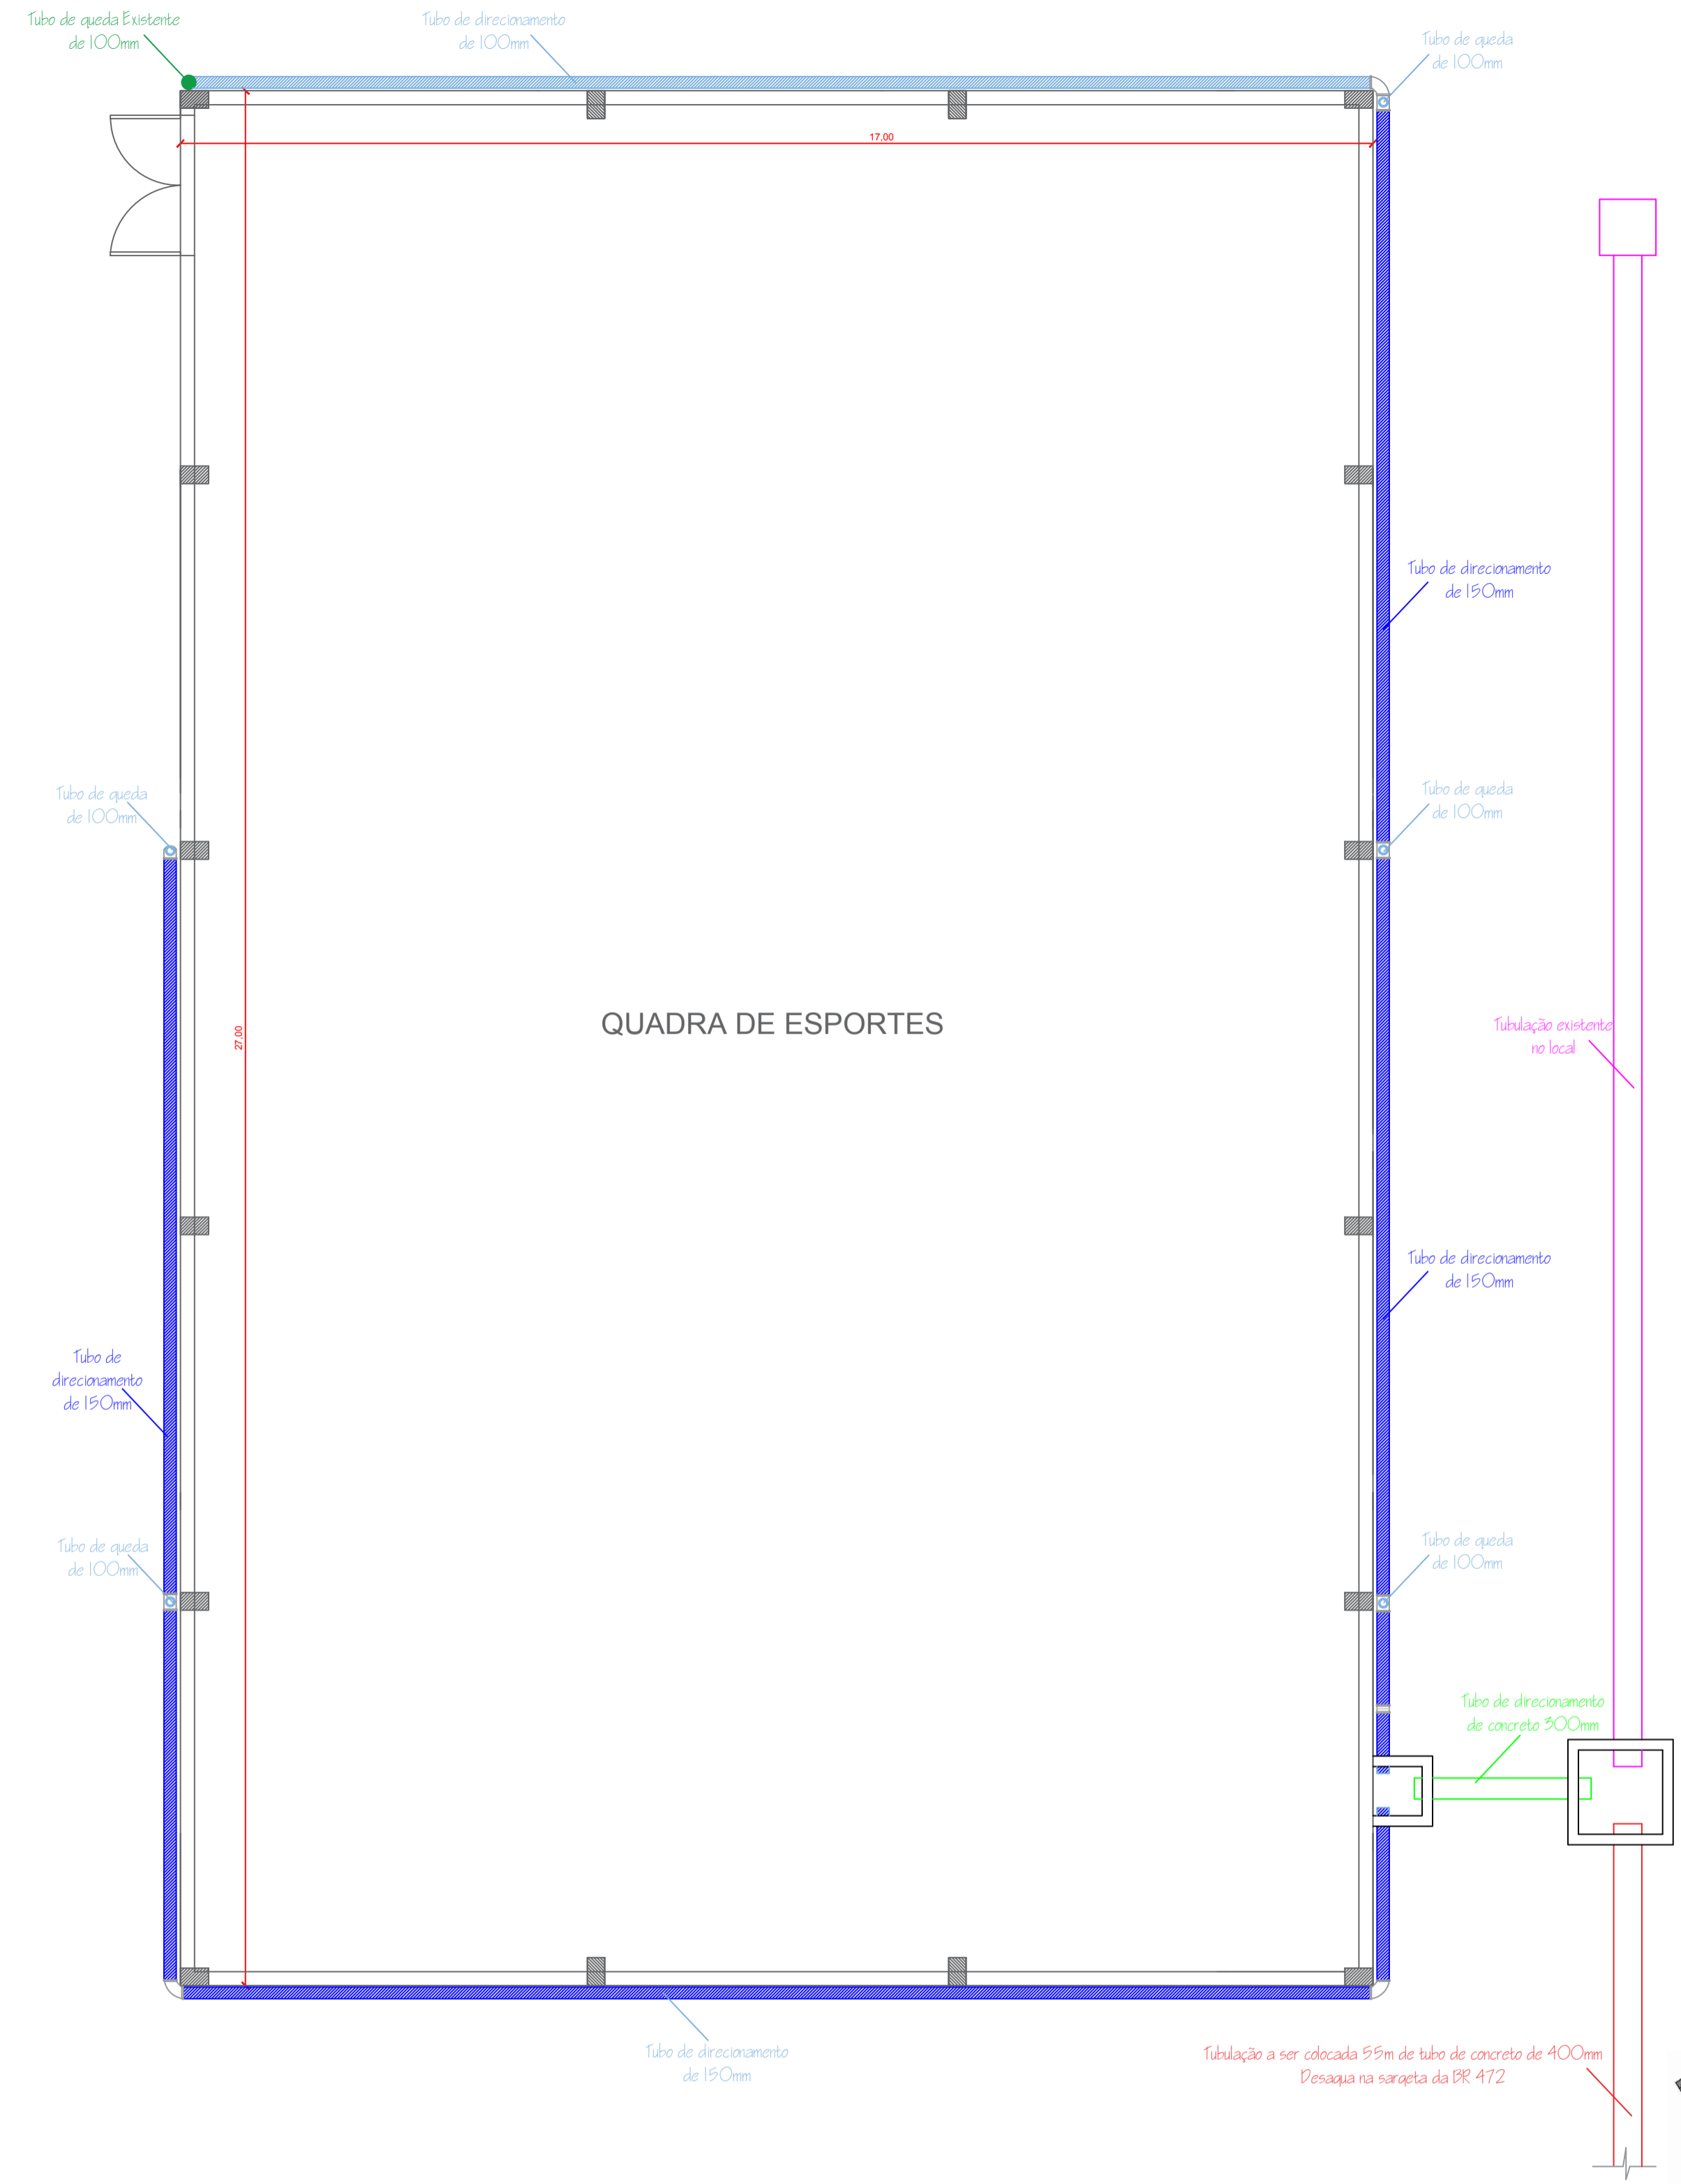 Tubo de queda Existente
de 100mm
Tubo de direcionamento
de 100mm
Tubo de queda
de 100mm
17,00
Tubo de direcionamento
de 150mm
Tubo de queda
de 100mm
Tubo de queda
de 100mm
QUADRA DE ESPORTES
27,00
Tubulação existente
no local
Tubo de direcionamento
de 150mm
Tubo de
direcionamento
de 150mm
Tubo de queda
de 100mm
Tubo de queda
de 100mm
Tubo de direcionamento
de concreto 300mm
Tubo de direcionamento
de 150mm
Tubulação a ser colocada 55m de tubo de concreto de 400mm
Desagua na sargeta da BR 472